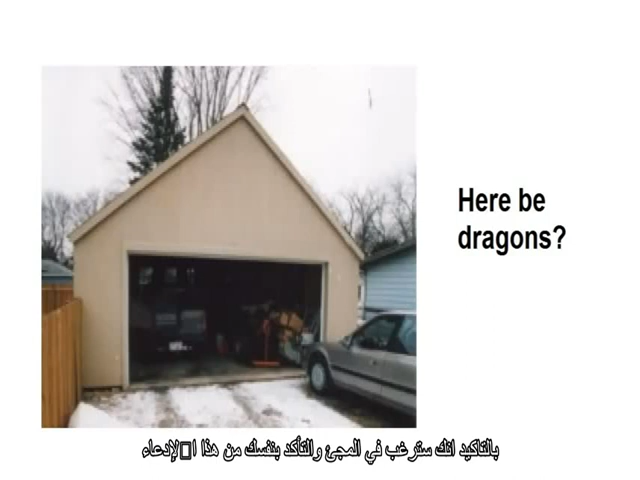 Here be
dragons?
بالتاكيد انك سترغب في المجئ والتأكد بنفسك من هذا الإدعاء